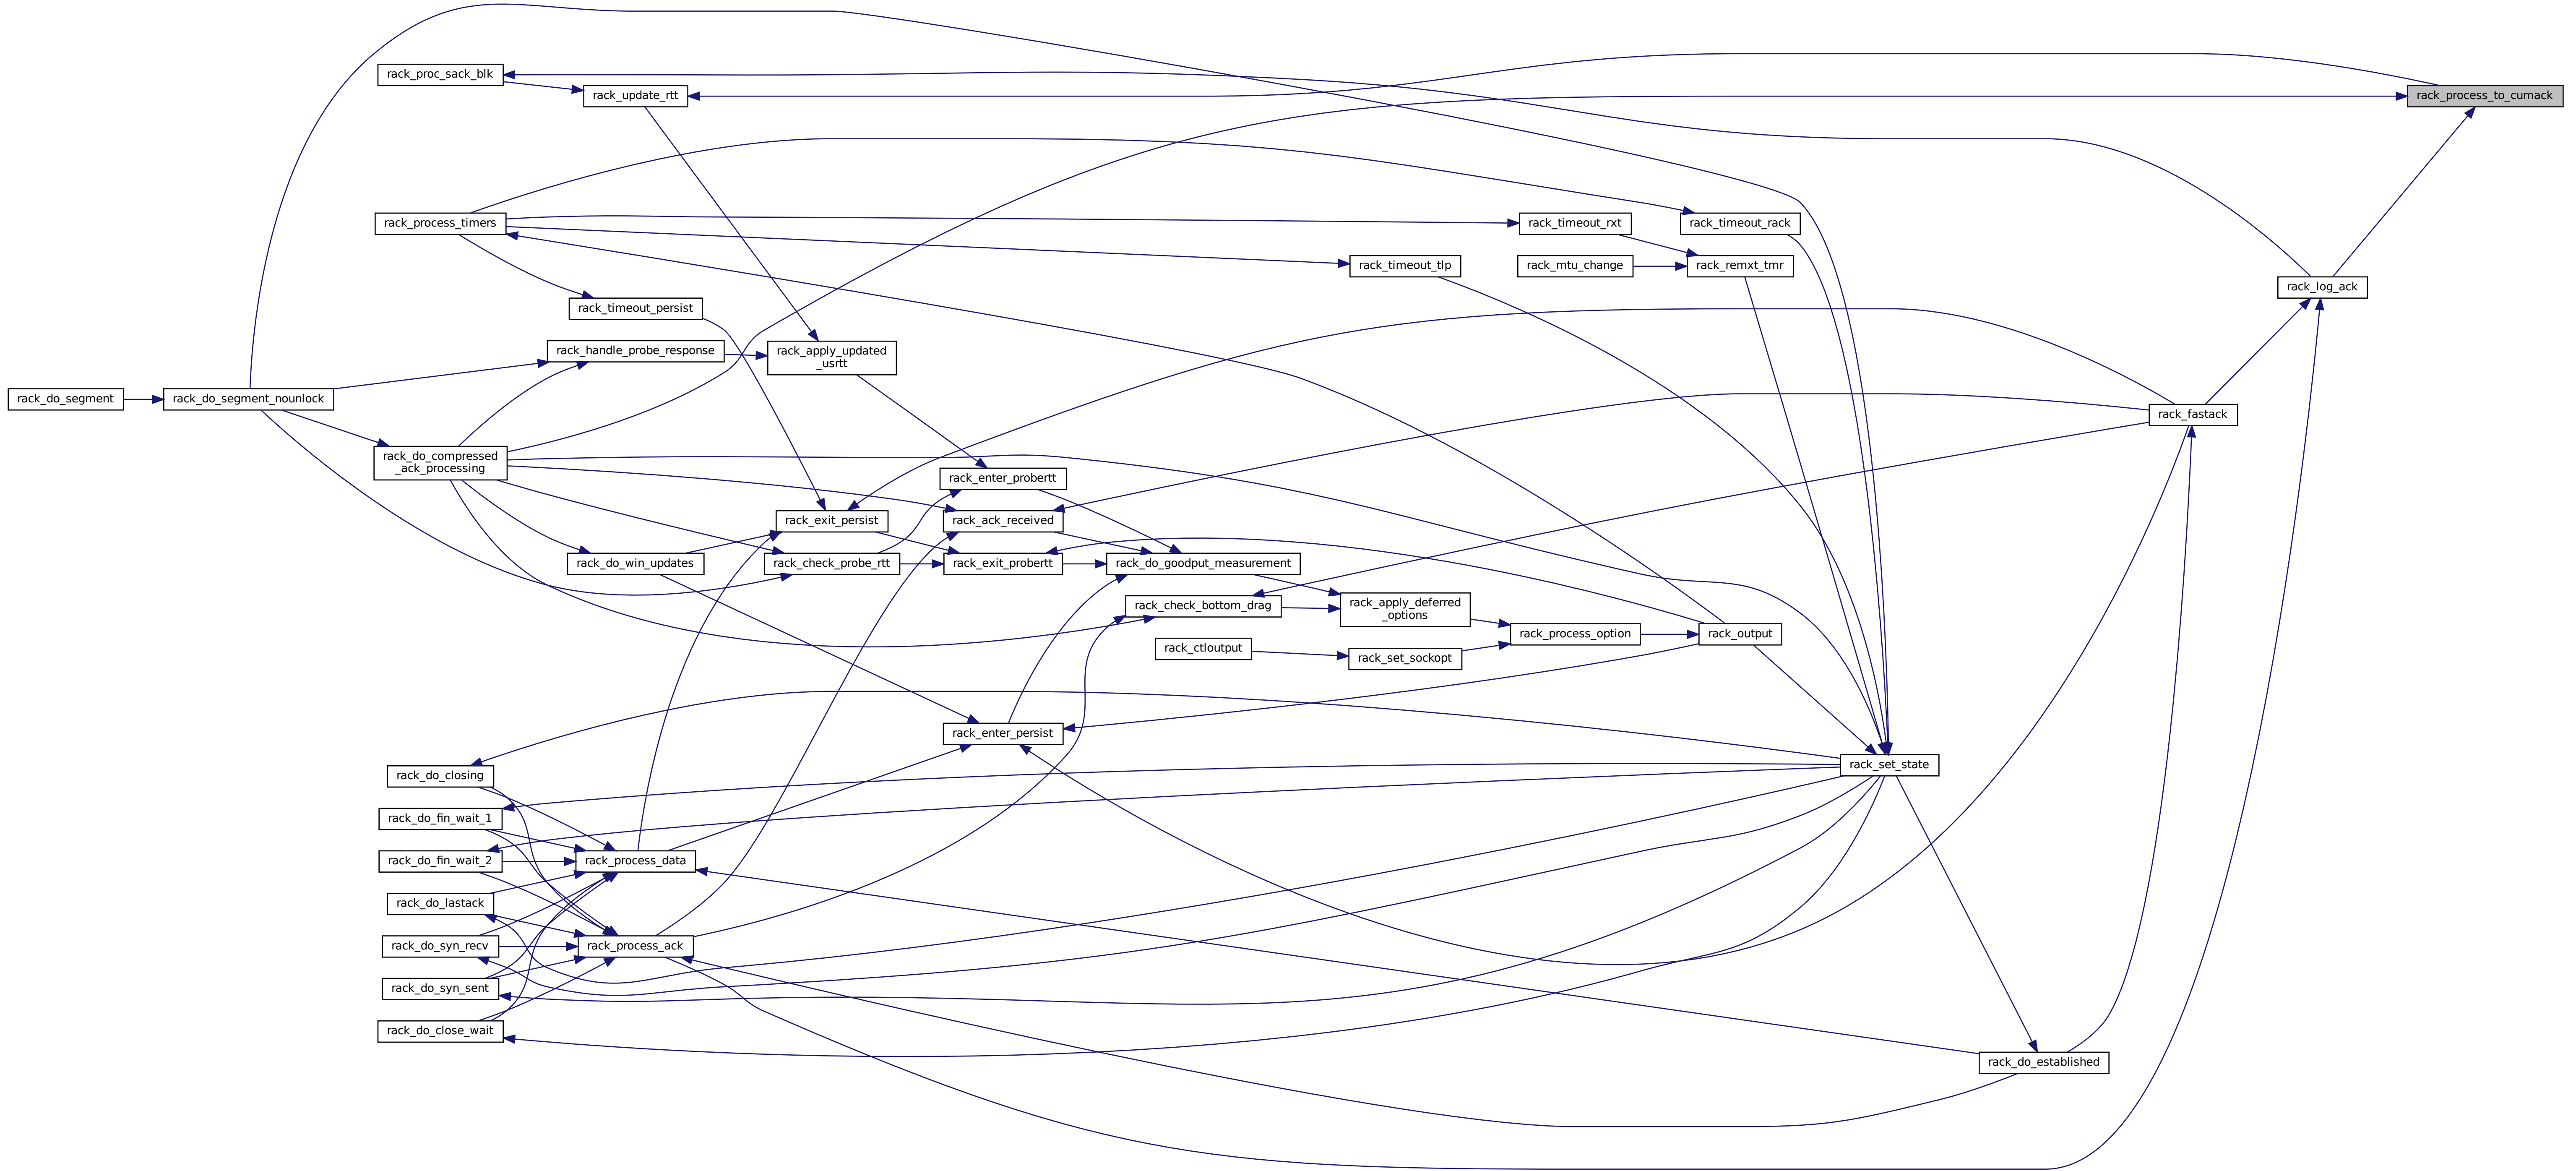 rack_proc_sack_blk
rack_update_rtt
rack_process_to_cumack
rack_process_timers
rack_timeout_rxt
rack_timeout_rack
rack_timeout_tlp
rack_mtu_change
rack_remxt_tmr
rack_log_ack
rack_timeout_persist
rack_handle_probe_response
rack_apply_updated
_usrtt
rack_do_segment
rack_do_segment_nounlock
rack_fastack
rack_do_compressed
_ack_processing
rack_enter_probertt
rack_exit_persist
rack_ack_received
rack_do_win_updates
rack_check_probe_rtt
rack_exit_probertt
rack_do_goodput_measurement
rack_check_bottom_drag
rack_apply_deferred
_options
rack_process_option
rack_output
rack_ctloutput
rack_set_sockopt
rack_enter_persist
rack_set_state
rack_do_closing
rack_do_fin_wait_1
rack_do_fin_wait_2
rack_process_data
rack_do_lastack
rack_do_syn_recv
rack_process_ack
rack_do_syn_sent
rack_do_close_wait
rack_do_established